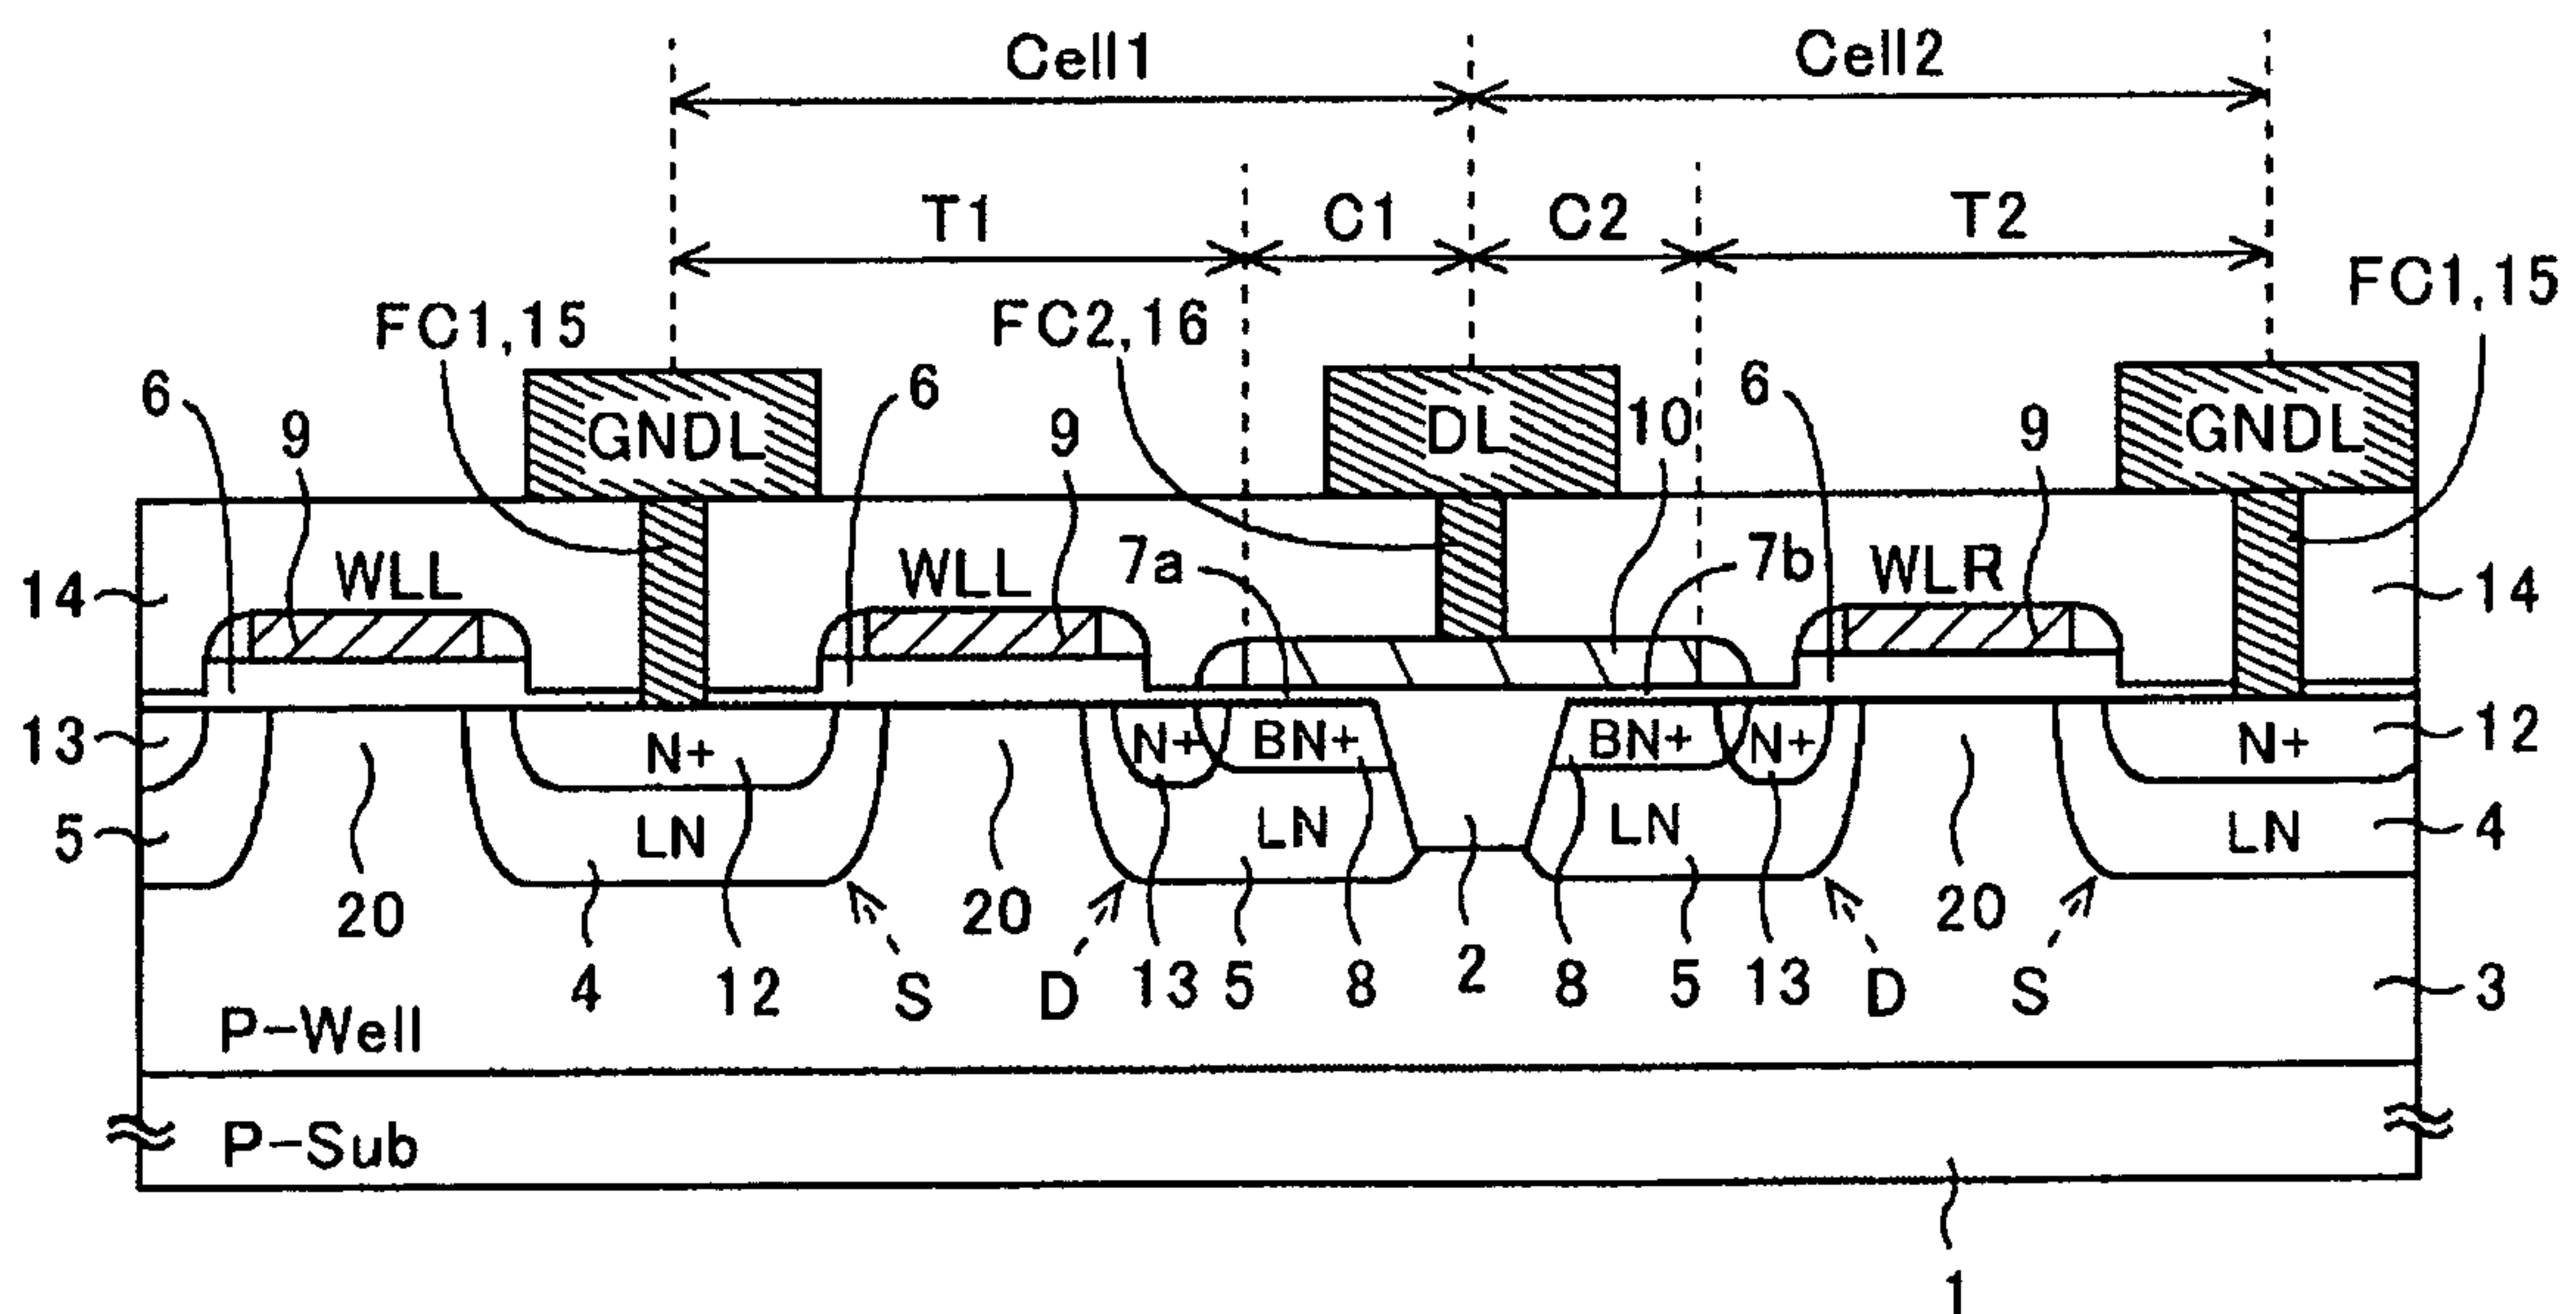 Cell1 Cell2
T1 C1 C2 T2
FC1,15 FC2,16 FC1,15
6 9 GNDL 6 9 DL 10 6 9 GNDL
14 WLL WLL 7a 7b WLR 14
13 N+ N+ BN+ BN+ N+ N+ 12
5 LN LN LN LN 4
20 20 20
4 12 S D 13 5 8 2 8 5 13 D S 3
P-Well
P-Sub
1